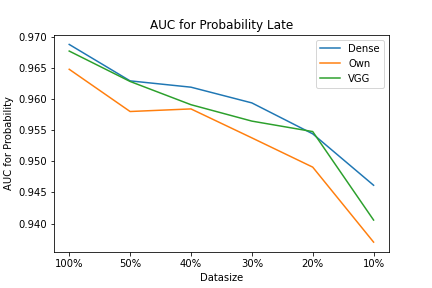 AUC for Probability Late
0.970
0.965
0.960
0.955
0.950
0.945
0.940
AUC for Probability
Dense
Own
VGG
100%
50%
40%
30%
20%
10%
Datasize